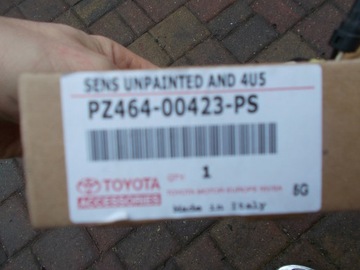 SENS UNPAINTED AND 4US
PZ464-00423-PS
QTY: 1
TOYOTA
ACCESSORIES
TOYOTA MOTOR EUROPE NV/SA
5G
Made in Italy